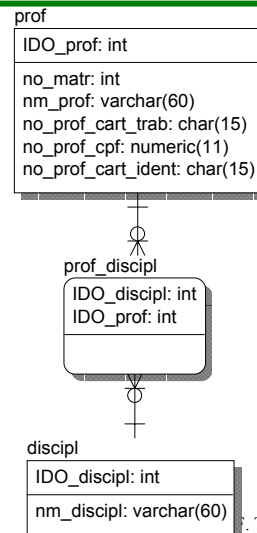 prof
IDO_prof: int
no_matr: int
nm_prof: varchar(60)
no_prof_cart_trab: char(15)
no_prof_cpf: numeric(11)
no_prof_cart_ident: char(15)
prof_discipl
IDO_discipl: int
IDO_prof: int
discipl
IDO_discipl: int
nm_discipl: varchar(60)